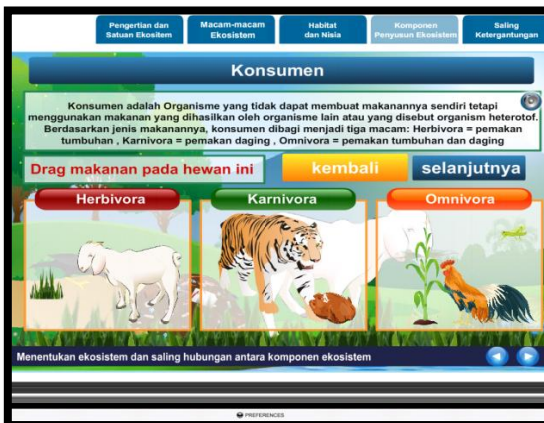 Pengertian dan
Satuan Ekositem
Macam-macam
Ekosistem
Habitat
dan Nisia
Komponen
Penyusun Ekosistem
Saling
Ketergantungan
Konsumen
Konsumen adalah Organisme yang tidak dapat membuat makanannya sendiri tetapi
menggunakan makanan yang dihasilkan oleh organisme lain atau yang disebut organism heterotof.
Berdasarkan jenis makanannya, konsumen dibagi menjadi tiga macam: Herbivora = pemakan
tumbuhan , Karnivora = pemakan daging , Omnivora = pemakan tumbuhan dan daging
Drag makanan pada hewan ini
kembali
selanjutnya
Herbivora
Karnivora
Omnivora
Menentukan ekosistem dan saling hubungan antara komponen ekosistem
PREFERENCES